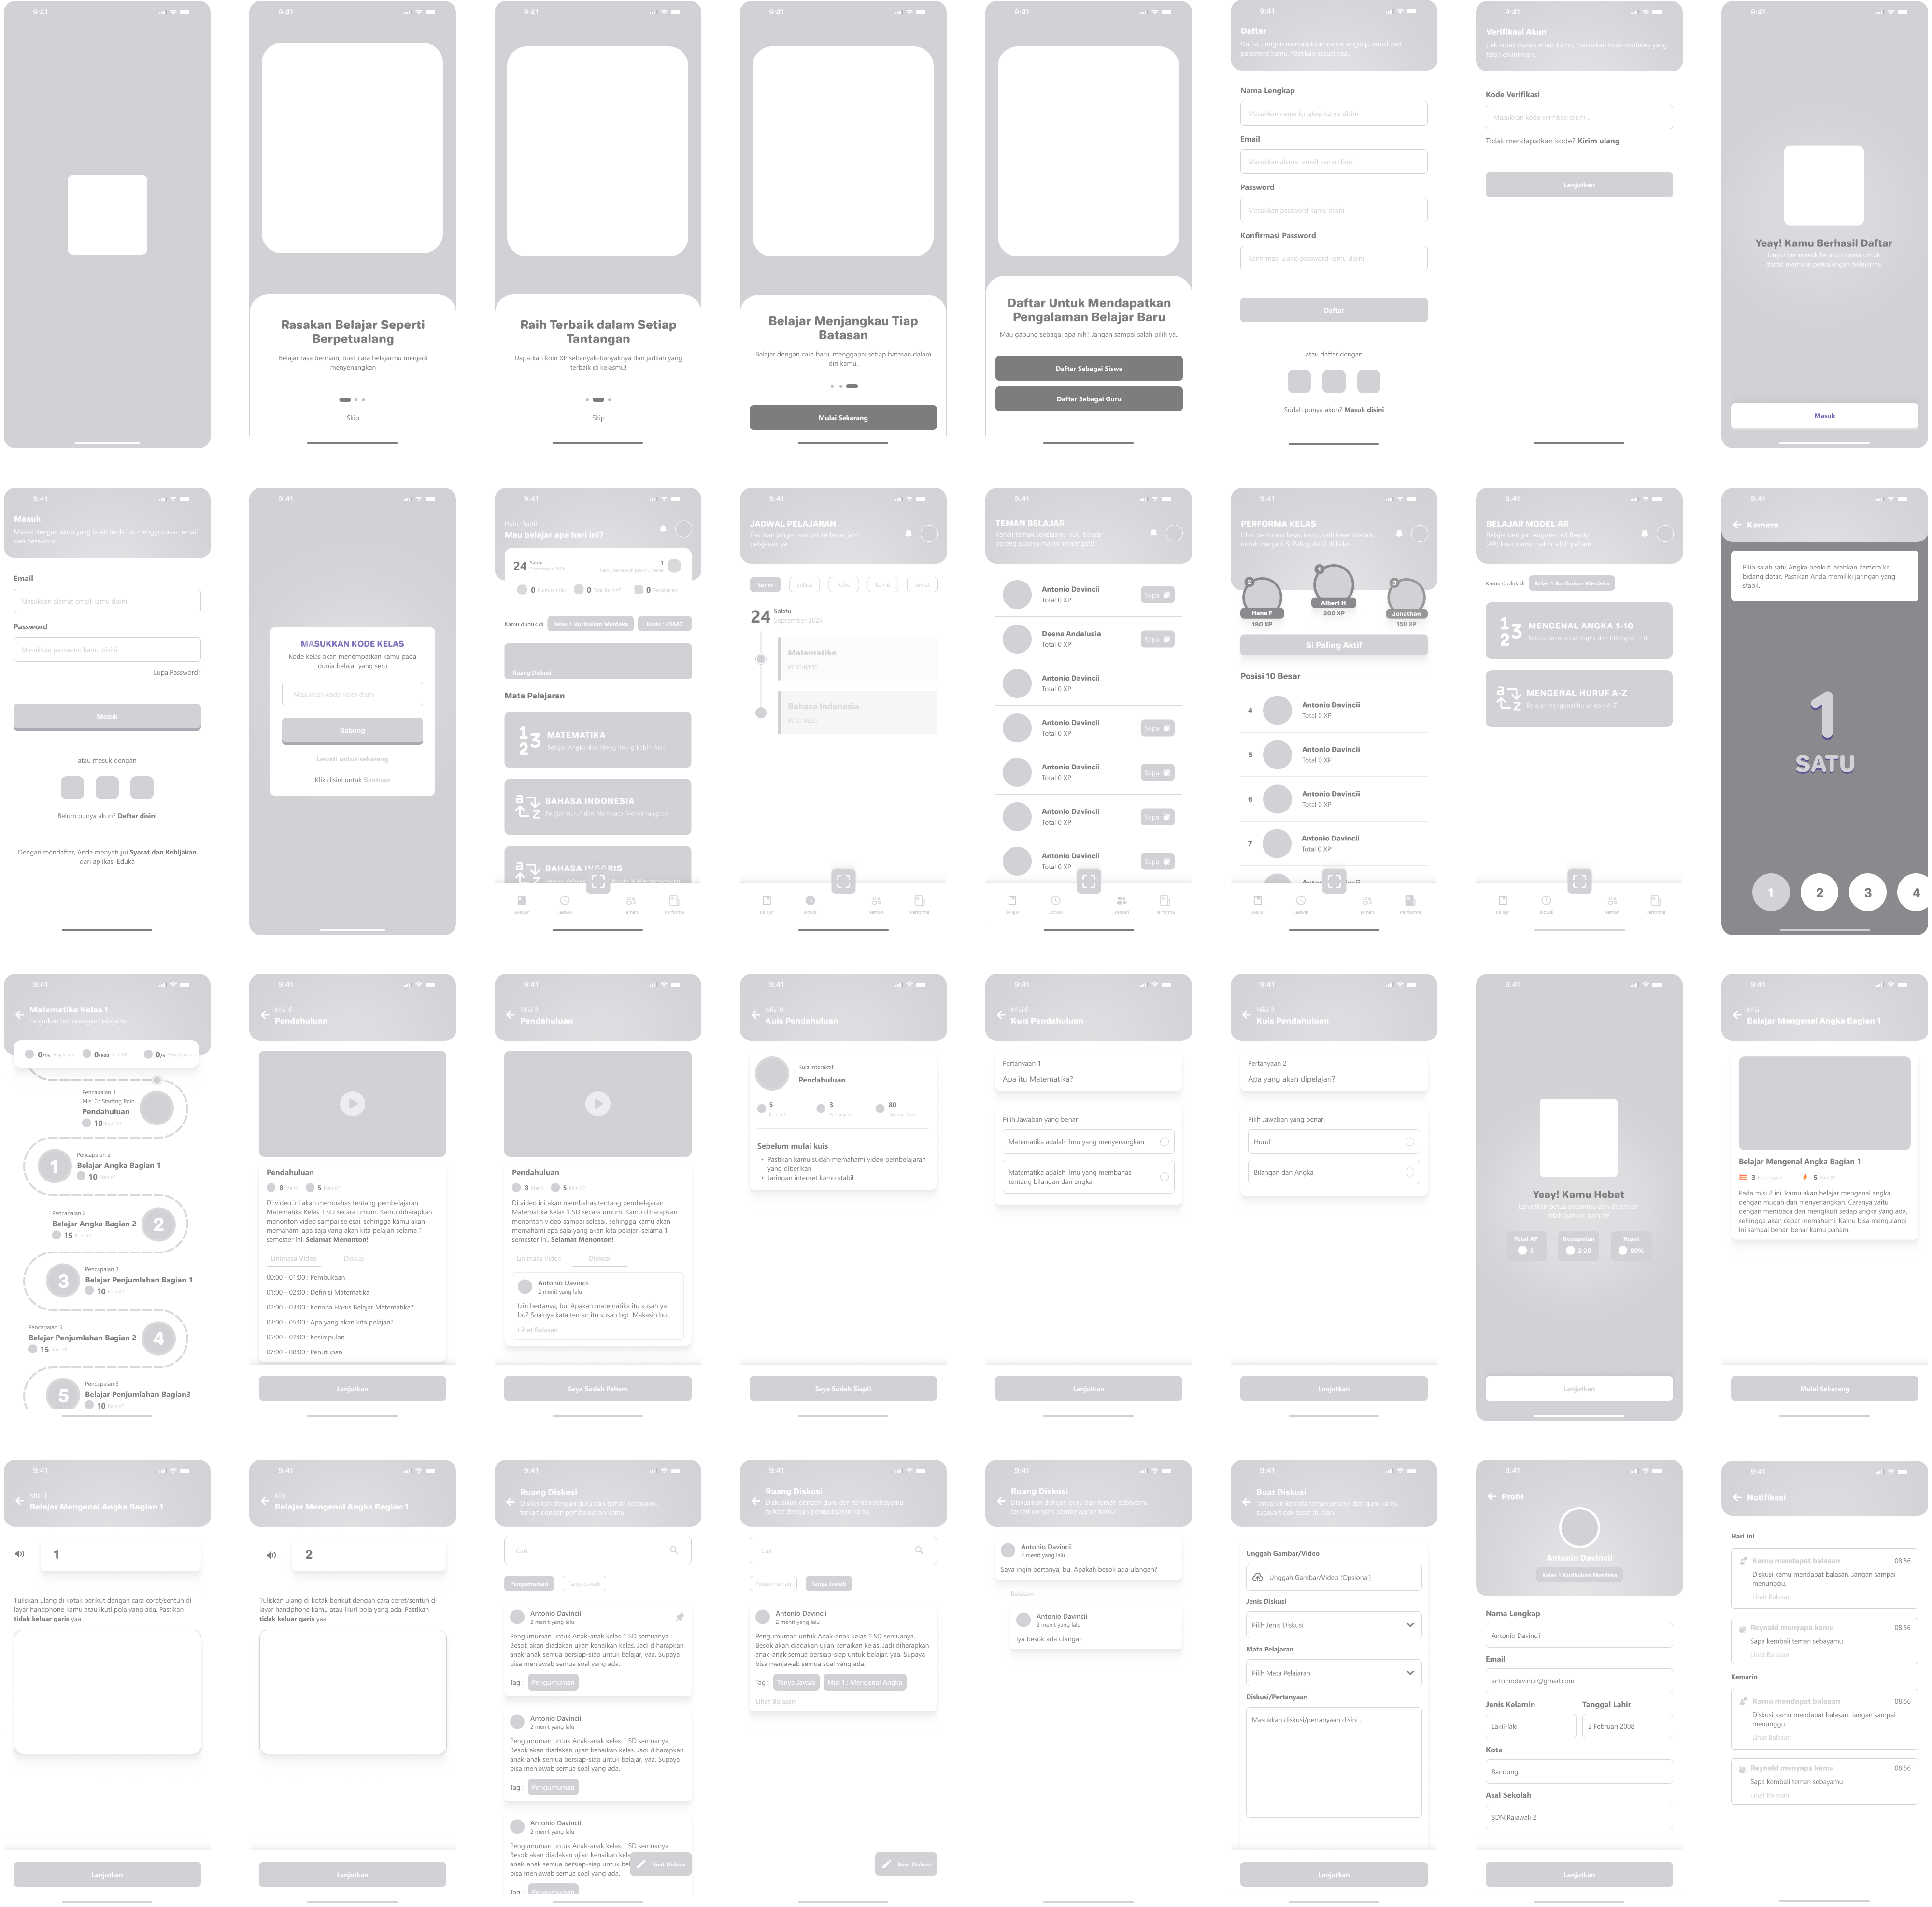 9:41
9:41
Rasakan Belajar Seperti
Berpetualang
Belajar rasa bermain, buat cara belajarmu menjadi
menyenangkan
Skip
9:41
Raih Terbaik dalam Setiap
Tantangan
Dapatkan koin XP sebanyak-banyaknya dan jadilah yang
terbaik di kelasmu!
Skip
9:41
Belajar Menjangkau Tiap
Batasan
Belajar dengan cara baru, menggapai setiap batasan dalam
diri kamu.
Mulai Sekarang
9:41
Daftar Untuk Mendapatkan
Pengalaman Belajar Baru
Mau gabung sebagai apa nih? Jangan sampai salah pilih ya..
Daftar Sebagai Siswa
Daftar Sebagai Guru
9:41
Daftar
Daftar dengan memasukkan nama lengkap, email dan
password kamu. Pastikan sesuai yaa..
Nama Lengkap
Masukkan nama lengkap kamu disini
Email
Masukkan alamat email kamu disini
Password
Masukkan password kamu disini
Konfirmasi Password
Konfirmasi ulang password kamu disini
Daftar
atau daftar dengan
Sudah punya akun? Masuk disini
9:41
Verifikasi Akun
Cek kotak masuk email kamu, masukkan kode verifikasi yang
telah dikirimkan.
Kode Verifikasi
Masukkan kode verifikasi disini ..
Tidak mendapatkan kode? Kirim ulang
Lanjutkan
9:41
Yeay! Kamu Berhasil Daftar
Lanjutkan masuk ke akun kamu untuk
dapat memulai petualangan belajarmu
Masuk
9:41
Masuk
Masuk dengan akun yang telah terdaftar menggunakan email
dan password
Email
Masukkan alamat email kamu disini
Password
Masukkan password kamu disini
Lupa Password?
Masuk
atau masuk dengan
Belum punya akun? Daftar disini
Dengan mendaftar, Anda menyetujui Syarat dan Kebijakan
dari aplikasi Eduka
9:41
MASUKKAN KODE KELAS
Kode kelas akan menempatkan kamu pada
dunia belajar yang seru
Masukkan kode kelas disini
Gabung
Lewati untuk sekarang
Klik disini untuk Bantuan
9:41
Halo, Budi!
Mau belajar apa hari ini?
24 Sabtu
September 2024
1
0
0 Total Koin XP
0 Pencapaian
Kamu duduk di Kelas 1 Kurikulum Merdeka Kode : 45683
Ruang Diskusi
Mata Pelajaran
123 MATEMATIKA
Belajar Angka dan Menghitung Lebih Asik
BAHASA INDONESIA
Belajar Huruf dan Membaca Menyenangkan
BAHASA INGGRIS
Belajar Jadwal Teman Performa
9:41
JADWAL PELAJARAN
Pastikan jangan sampai terlewat jam
pelajaran, ya
Senin Selasa Rabu Kamis Jumat
24 Sabtu
September 2024
Matematika
07:00-08:30
Bahasa Indonesia
Belajar Jadwal Teman Performa
9:41
TEMAN BELAJAR
Kenali teman sekelasmu yuk, belajar
bareng supaya makin semangat!!
Antonio Davincii
Total 0 XP
Sapa
Deena Andalusia
Total 0 XP
Sapa
Antonio Davincii
Total 0 XP
Antonio Davincii
Total 0 XP
Sapa
Antonio Davincii
Total 0 XP
Sapa
Antonio Davincii
Total 0 XP
Sapa
Antonio Davincii
Total 0 XP
Sapa
Belajar Jadwal Teman Performa
9:41
PERFORMA KELAS
Lihat performa kelas kamu, raih kesempatan
untuk menjadi Si Paling Aktif di kelas
2
Hana F
180 XP
1
Albert H
200 XP
3
Jonathan
150 XP
Si Paling Aktif
Posisi 10 Besar
4 Antonio Davincii
Total 0 XP
5 Antonio Davincii
Total 0 XP
6 Antonio Davincii
Total 0 XP
7 Antonio Davincii
Total 0 XP
Antonio Davincii
Belajar Jadwal Teman Performa
9:41
BELAJAR MODEL AR
Belajar dengan Augmented Reality
(AR) buat kamu makin lebih paham
Kamu duduk di Kelas 1 Kurikulum Merdeka
123 MENGENAL ANGKA 1-10
Belajar mengenal angka dan bilangan 1-10
MENGENAL HURUF A-Z
Belajar mengenal huruf dari A-Z
Belajar Jadwal Teman Performa
9:41
Kamera
Pilih salah satu Angka berikut, arahkan kamera ke
bidang datar. Pastikan Anda memiliki jaringan yang
stabil.
1
SATU
1 2 3 4
9:41
Matematika Kelas 1
Lanjutkan petualangan belajarmu
0/15 Perjalanan 0/800 Koin XP 0/5 Pencapaian
Pencapaian 1
Misi 0 : Starting Poin
Pendahuluan
10 Koin XP
1
Pencapaian 2
Belajar Angka Bagian 1
10 Koin XP
Pencapaian 2
Belajar Angka Bagian 2
15 Koin XP
2
3
Pencapaian 3
Belajar Penjumlahan Bagian 1
10 Koin XP
Pencapaian 3
Belajar Penjumlahan Bagian 2
15 Koin XP
4
5
Pencapaian 3
Belajar Penjumlahan Bagian3
10 Koin XP
9:41
Misi 0
Pendahuluan
Pendahuluan
8 Menit 5 Koin XP
Di video ini akan membahas tentang pembelajaran
Matematika Kelas 1 SD secara umum. Kamu diharapkan
menonton video sampai selesai, sehingga kamu akan
memahami apa saja yang akan kita pelajari selama 1
semester ini. Selamat Menonton!
Linimasa Video Diskusi
00:00 - 01:00 : Pembukaan
01:00 - 02:00 : Definisi Matematika
02:00 - 03:00 : Kenapa Harus Belajar Matematika?
03:00 - 05:00 : Apa yang akan kita pelajari?
05:00 - 07:00 : Kesimpulan
07:00 - 08:00 : Penutupan
Lanjutkan
9:41
Misi 0
Pendahuluan
Pendahuluan
8 Menit 5 Koin XP
Di video ini akan membahas tentang pembelajaran
Matematika Kelas 1 SD secara umum. Kamu diharapkan
menonton video sampai selesai, sehingga kamu akan
memahami apa saja yang akan kita pelajari selama 1
semester ini. Selamat Menonton!
Linimasa Video Diskusi
Antonio Davincii
2 menit yang lalu
Izin bertanya, bu. Apakah matematika itu susah ya
bu? Soalnya kata teman itu susah bgt. Makasih bu.
Lihat Balasan
Saya Sudah Paham
9:41
Misi 0
Kuis Pendahuluan
Kuis Interaktif
Pendahuluan
5
Koin XP
3
Pertanyaan
80
Minimal Skor
Sebelum mulai kuis
• Pastikan kamu sudah memahami video pembelajaran
yang diberikan
• Jaringan internet kamu stabil
Saya Sudah Siap!!
9:41
Misi 0
Kuis Pendahuluan
Pertanyaan 1
Apa itu Matematika?
Pilih Jawaban yang benar
Matematika adalah ilmu yang menyenangkan
Matematika adalah ilmu yang membahas
tentang bilangan dan angka
Lanjutkan
9:41
Misi 0
Kuis Pendahuluan
Pertanyaan 2
Apa yang akan dipelajari?
Pilih Jawaban yang benar
Huruf
Bilangan dan Angka
Lanjutkan
9:41
Yeay! Kamu Hebat
Lanjutkan petualanganmu dan dapatkan
lebih banyak koin XP
Total XP
5
Kecepatan
2:20
Tepat
90%
Lanjutkan
9:41
Misi 1
Belajar Mengenal Angka Bagian 1
Belajar Mengenal Angka Bagian 1
3 Pertanyaan 5 Koin XP
Pada misi 2 ini, kamu akan belajar mengenal angka
dengan mudah dan menyenangkan. Caranya yaitu
dengan membaca dan mengikuti setiap angka yang ada,
sehingga akan cepat memahami. Kamu bisa mengulangi
ini sampai benar-benar kamu paham.
Mulai Sekarang
9:41
Misi 1
Belajar Mengenal Angka Bagian 1
1
Tuliskan ulang di kotak berikut dengan cara coret/sentuh di
layar handphone kamu atau ikuti pola yang ada. Pastikan
tidak keluar garis yaa.
Lanjutkan
9:41
Misi 1
Belajar Mengenal Angka Bagian 1
2
Tuliskan ulang di kotak berikut dengan cara coret/sentuh di
layar handphone kamu atau ikuti pola yang ada. Pastikan
tidak keluar garis yaa.
Lanjutkan
9:41
Ruang Diskusi
Diskusikan dengan guru dan teman sebayamu
terkait dengan pembelajaran kamu
Cari
Pengumuman Tanya Jawab
Antonio Davincii
2 menit yang lalu
Pengumuman untuk Anak-anak kelas 1 SD semuanya.
Besok akan diadakan ujian kenaikan kelas. Jadi diharapkan
anak-anak semua bersiap-siap untuk belajar, yaa. Supaya
bisa menjawab semua soal yang ada.
Tag : Pengumuman
Antonio Davincii
2 menit yang lalu
Pengumuman untuk Anak-anak kelas 1 SD semuanya.
Besok akan diadakan ujian kenaikan kelas. Jadi diharapkan
anak-anak semua bersiap-siap untuk belajar, yaa. Supaya
bisa menjawab semua soal yang ada.
Tag : Pengumuman
Antonio Davincii
2 menit yang lalu
Pengumuman untuk Anak-anak kelas 1 SD semuanya.
Besok akan diadakan ujian kenaikan
anak-anak semua bersiap-siap untuk
bisa menjawab semua soal yang ada.
Buat Diskusi
Tag : Pengumuman
9:41
Ruang Diskusi
Diskusikan dengan guru dan teman sebayamu
terkait dengan pembelajaran kamu
Cari
Pengumuman Tanya Jawab
Antonio Davincii
2 menit yang lalu
Pengumuman untuk Anak-anak kelas 1 SD semuanya.
Besok akan diadakan ujian kenaikan kelas. Jadi diharapkan
anak-anak semua bersiap-siap untuk belajar, yaa. Supaya
bisa menjawab semua soal yang ada.
Tag : Tanya Jawab Misi 1 : Mengenal Angka
Lihat Balasan
Buat Diskusi
9:41
Ruang Diskusi
Diskusikan dengan guru dan teman sebayamu
terkait dengan pembelajaran kamu
Antonio Davincii
2 menit yang lalu
Saya ingin bertanya, bu. Apakah besok ada ulangan?
Balasan
Antonio Davincii
2 menit yang lalu
Iya besok ada ulangan
9:41
Buat Diskusi
Tanyakan kepada teman sebaya dan guru kamu,
supaya tidak sesat di jalan.
Unggah Gambar/Video
Unggah Gambar/Video (Opsional)
Jenis Diskusi
Pilih Jenis Diskusi
Mata Pelajaran
Pilih Mata Pelajaran
Diskusi/Pertanyaan
Masukkan diskusi/pertanyaan disini ..
Lanjutkan
9:41
Profil
Antonio Davincii
Kelas 1 Kurikulum Merdeka
Nama Lengkap
Antonio Davincii
Email
antoniodavincii@gmail.com
Jenis Kelamin Tanggal Lahir
Lakil-laki 2 Februari 2008
Kota
Bandung
Asal Sekolah
SDN Rajawali 2
Lanjutkan
9:41
Notifikasi
Hari Ini
Kamu mendapat balasan 08:56
Diskusi kamu mendapat balasan. Jangan sampai
menunggu.
Lihat Balasan
Reynald menyapa kamu 08:56
Sapa kembali teman sebayamu
Lihat Balasan
Kemarin
Kamu mendapat balasan 08:56
Diskusi kamu mendapat balasan. Jangan sampai
menunggu.
Lihat Balasan
Reynald menyapa kamu 08:56
Sapa kembali teman sebayamu
Lihat Balasan